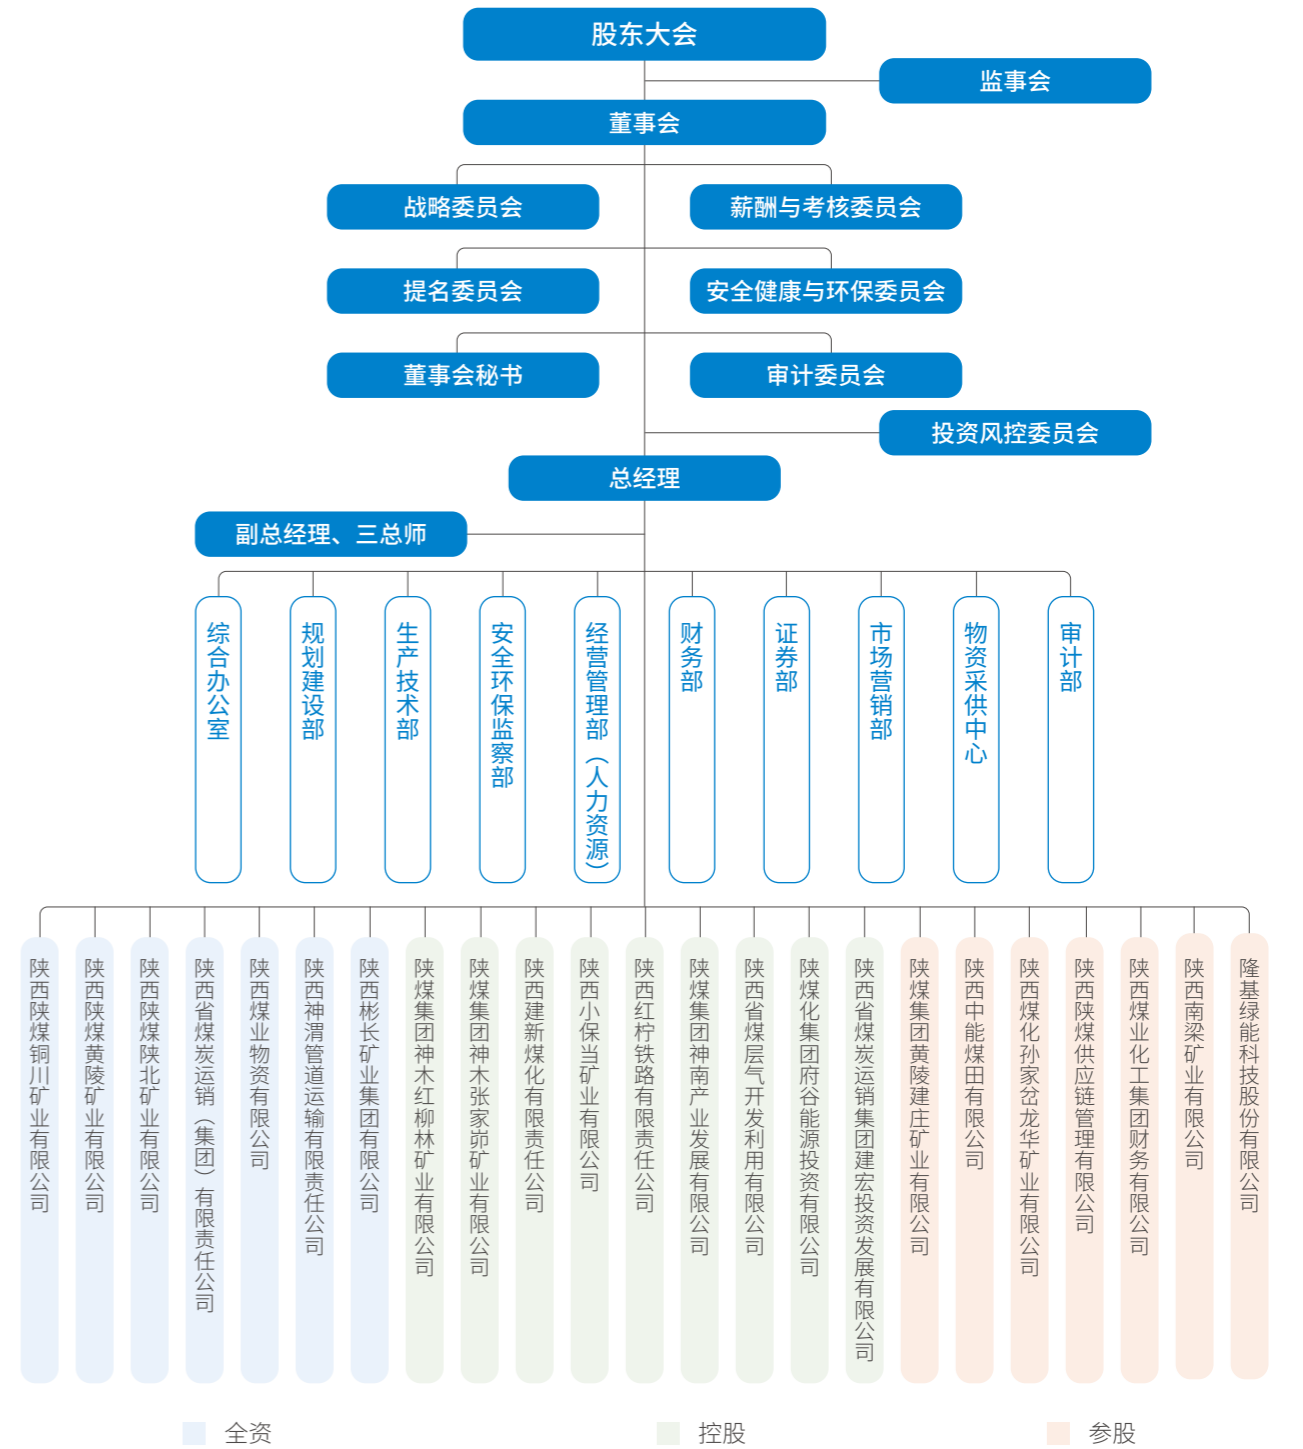 股东大会
监事会
董事会
战略委员会
薪酬与考核委员会
提名委员会
安全健康与环保委员会
董事会秘书
审计委员会
投资风控委员会
总经理
副总经理、三总师
综合办公室
规划建设部
生产技术部
安全环保监察部
经营管理部（人力资源）
财务部
证券部
市场营销部
物资采供中心
审计部
陕西陕煤铜川矿业有限公司
陕西陕煤黄陵矿业有限公司
陕西陕煤陕北矿业有限公司
陕西省煤炭运销（集团）有限责任公司
陕西煤业物资有限公司
陕西神渭管道运输有限责任公司
陕西彬长矿业集团有限公司
陕煤集团神木红柳林矿业有限公司
陕煤集团神木张家峁矿业有限公司
陕西建新煤化有限责任公司
陕西小保当矿业有限公司
陕西红柠铁路有限责任公司
陕煤集团神南产业发展有限公司
陕西省煤层气开发利用有限公司
陕煤化集团府谷能源投资有限公司
陕西省煤炭运销集团建宏投资发展有限公司
陕煤集团黄陵建庄矿业有限公司
陕西中能煤田有限公司
陕西煤化孙家岔龙华矿业有限公司
陕西陕煤供应链管理有限公司
陕西煤业化工集团财务有限公司
陕西南梁矿业有限公司
隆基绿能科技股份有限公司
全资
控股
参股